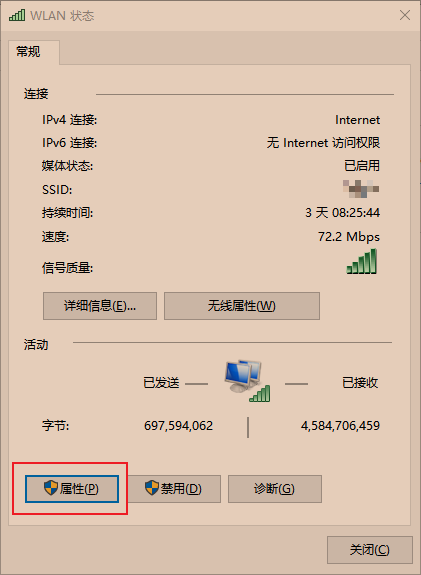 WLAN 状态
常规
连接
IPv4 连接: Internet
IPv6 连接: 无 Internet 访问权限
媒体状态: 已启用
SSID:
持续时间: 3 天 08:25:44
速度: 72.2 Mbps
信号质量:
详细信息(E)... 无线属性(W)
活动
已发送 已接收
字节: 697,594,062 4,584,706,459
属性(P) 禁用(D) 诊断(G)
关闭(C)